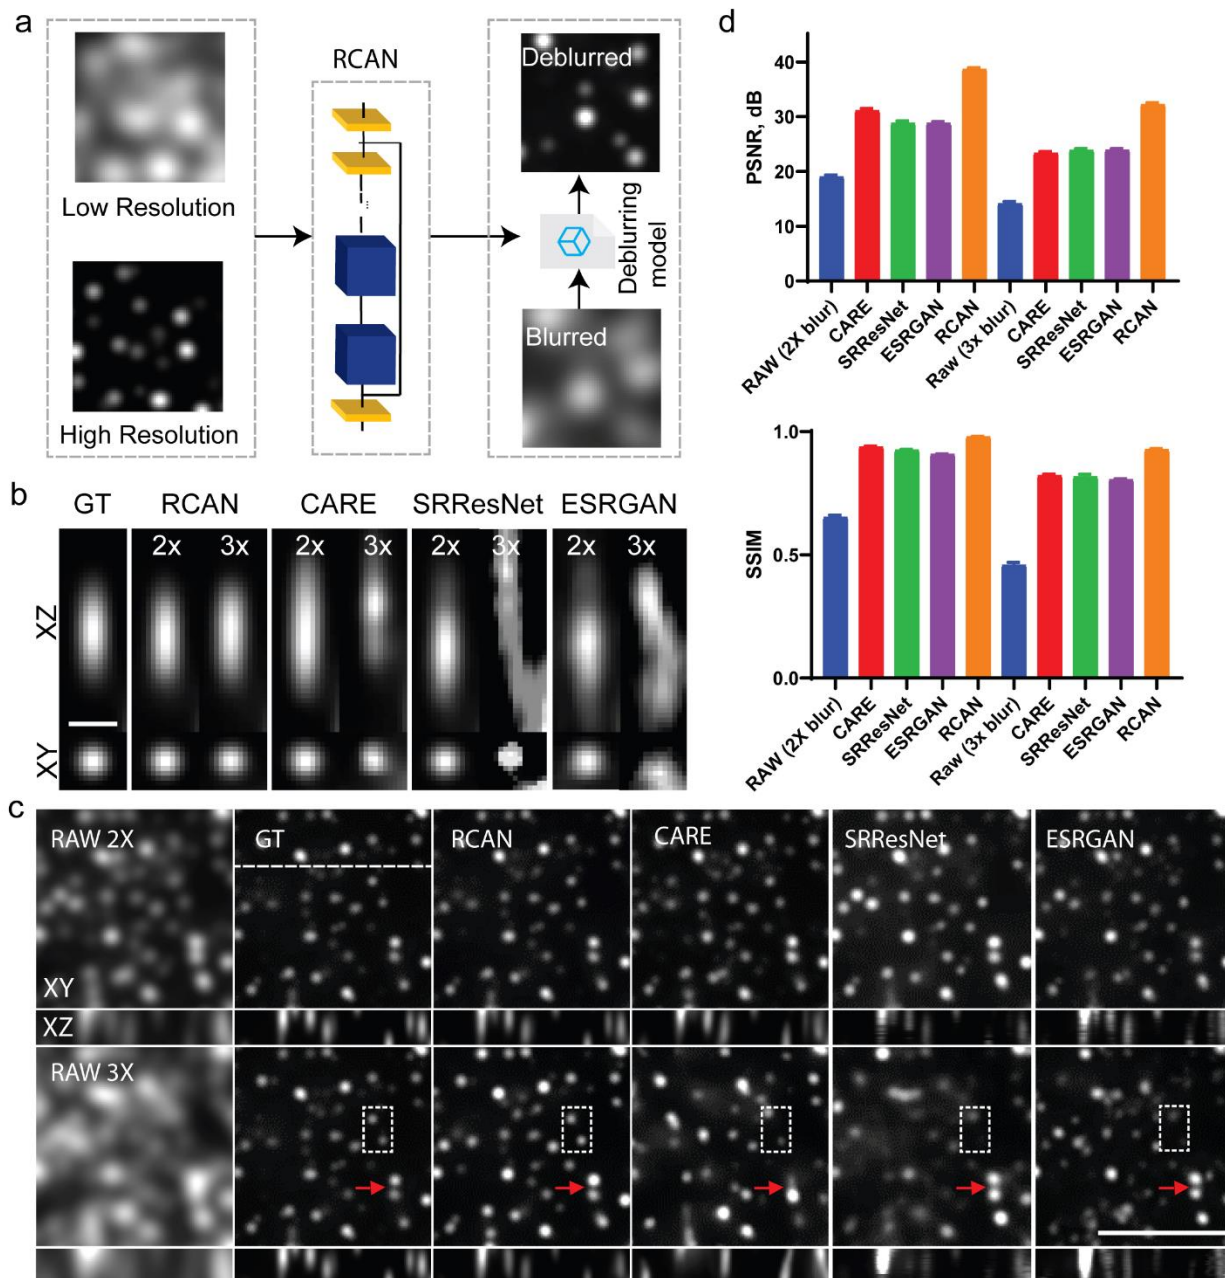 a
RCAN
Low Resolution
High Resolution
...
Deblurred
Deblurring
model
Blurred
b
GT RCAN CARE SRResNet ESRGAN
2x 3x 2x 3x 2x 3x 2x 3x
XZ
XY
c
RAW 2X GT RCAN CARE SRResNet ESRGAN
XY
XZ
RAW 3X
d
PSNR, dB
40
30
20
10
0
RAW (2X blur)
CARE
SRResNet
ESRGAN
RCAN
Raw (3x blur)
CARE
SRResNet
ESRGAN
RCAN
SSIM
1.0
0.5
0.0
RAW (2X blur)
CARE
SRResNet
ESRGAN
RCAN
Raw (3x blur)
CARE
SRResNet
ESRGAN
RCAN